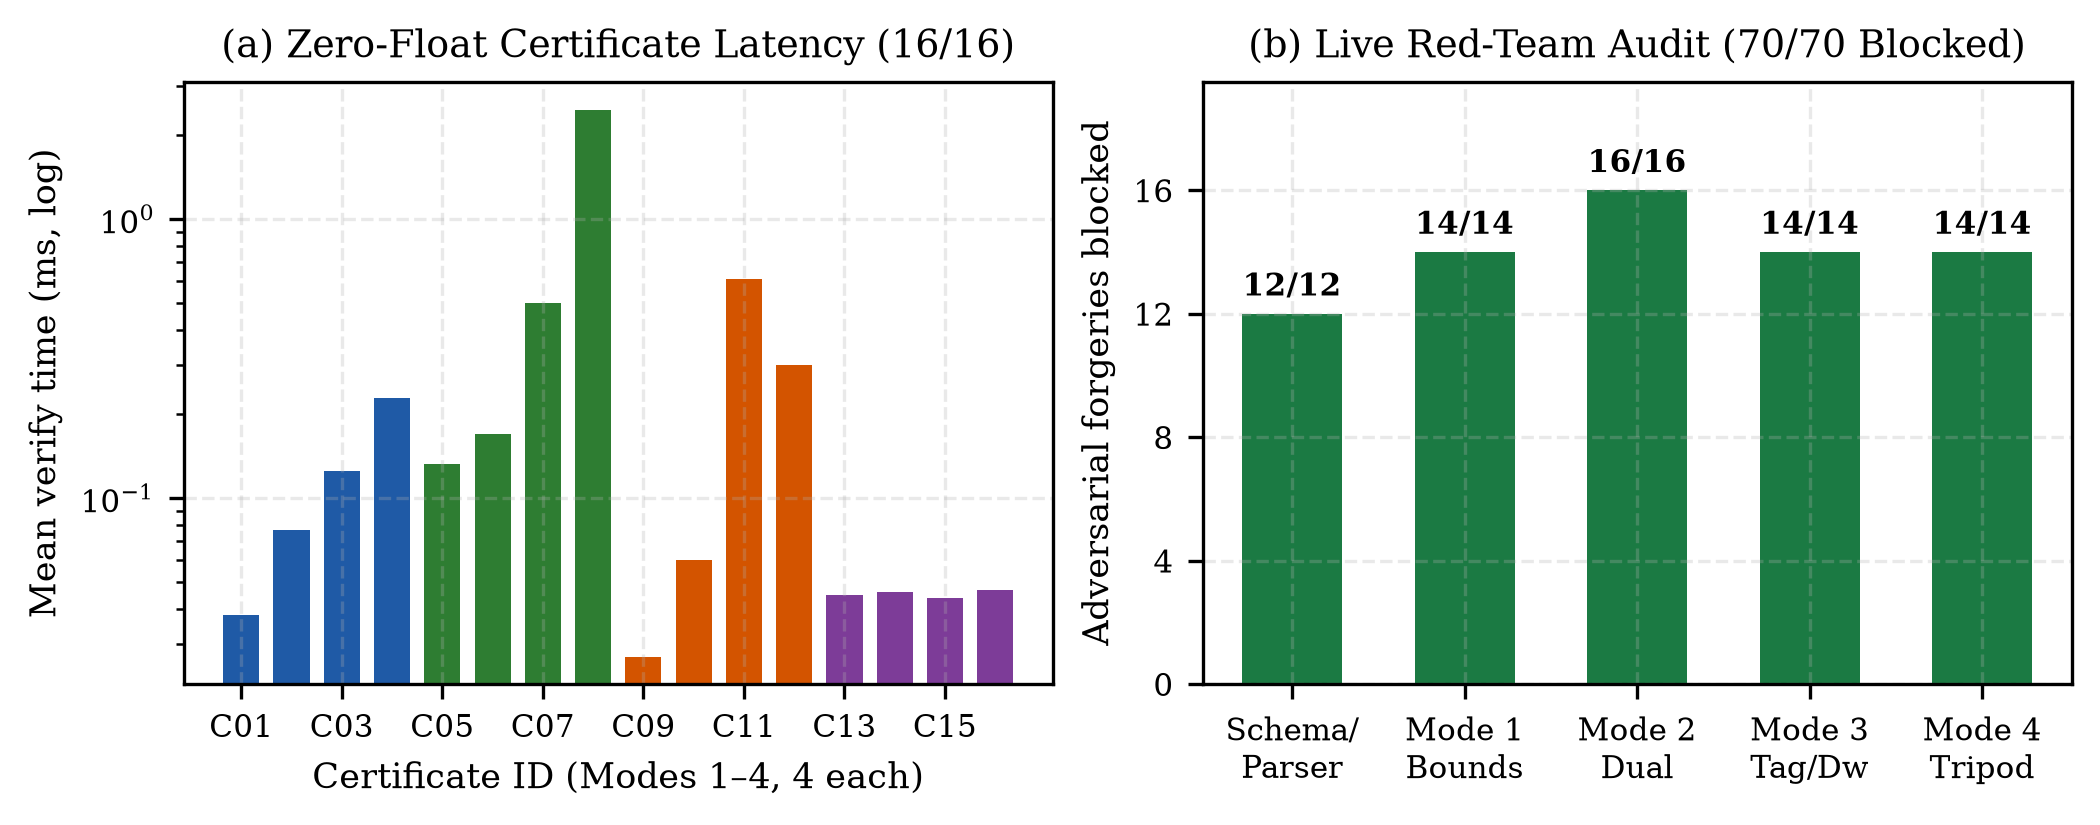 (a) Zero-Float Certificate Latency (16/16)
Mean verify time (ms, log)
10⁰
10⁻¹
C01 C03 C05 C07 C09 C11 C13 C15
Certificate ID (Modes 1–4, 4 each)
(b) Live Red-Team Audit (70/70 Blocked)
Adversarial forgeries blocked
16
12
8
4
0
12/12
14/14
16/16
14/14
14/14
Schema/
Parser
Mode 1
Bounds
Mode 2
Dual
Mode 3
Tag/Dw
Mode 4
Tripod